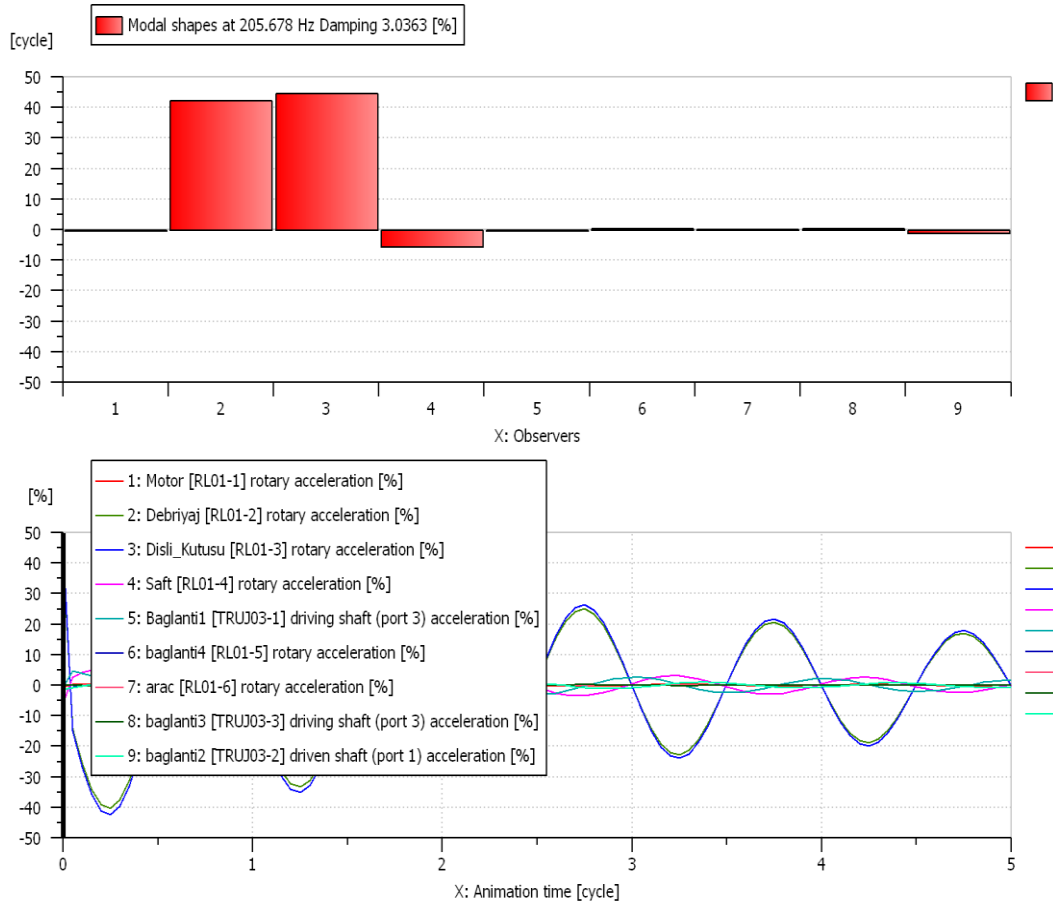 Modal shapes at 205.678 Hz Damping 3.0363 [%]
[cycle]
50
40
30
20
10
0
-10
-20
-30
-40
-50
1 2 3 4 5 6 7 8 9
X: Observers
[%]
1: Motor [RL01-1] rotary acceleration [%]
2: Debriyaj [RL01-2] rotary acceleration [%]
3: Disli_Kutusu [RL01-3] rotary acceleration [%]
4: Saft [RL01-4] rotary acceleration [%]
5: Baglanti1 [TRUJ03-1] driving shaft (port 3) acceleration [%]
6: baglanti4 [RL01-5] rotary acceleration [%]
7: arac [RL01-6] rotary acceleration [%]
8: baglanti3 [TRUJ03-3] driving shaft (port 3) acceleration [%]
9: baglanti2 [TRUJ03-2] driven shaft (port 1) acceleration [%]
50
40
30
20
10
0
-10
-20
-30
-40
-50
0 1 2 3 4 5
X: Animation time [cycle]